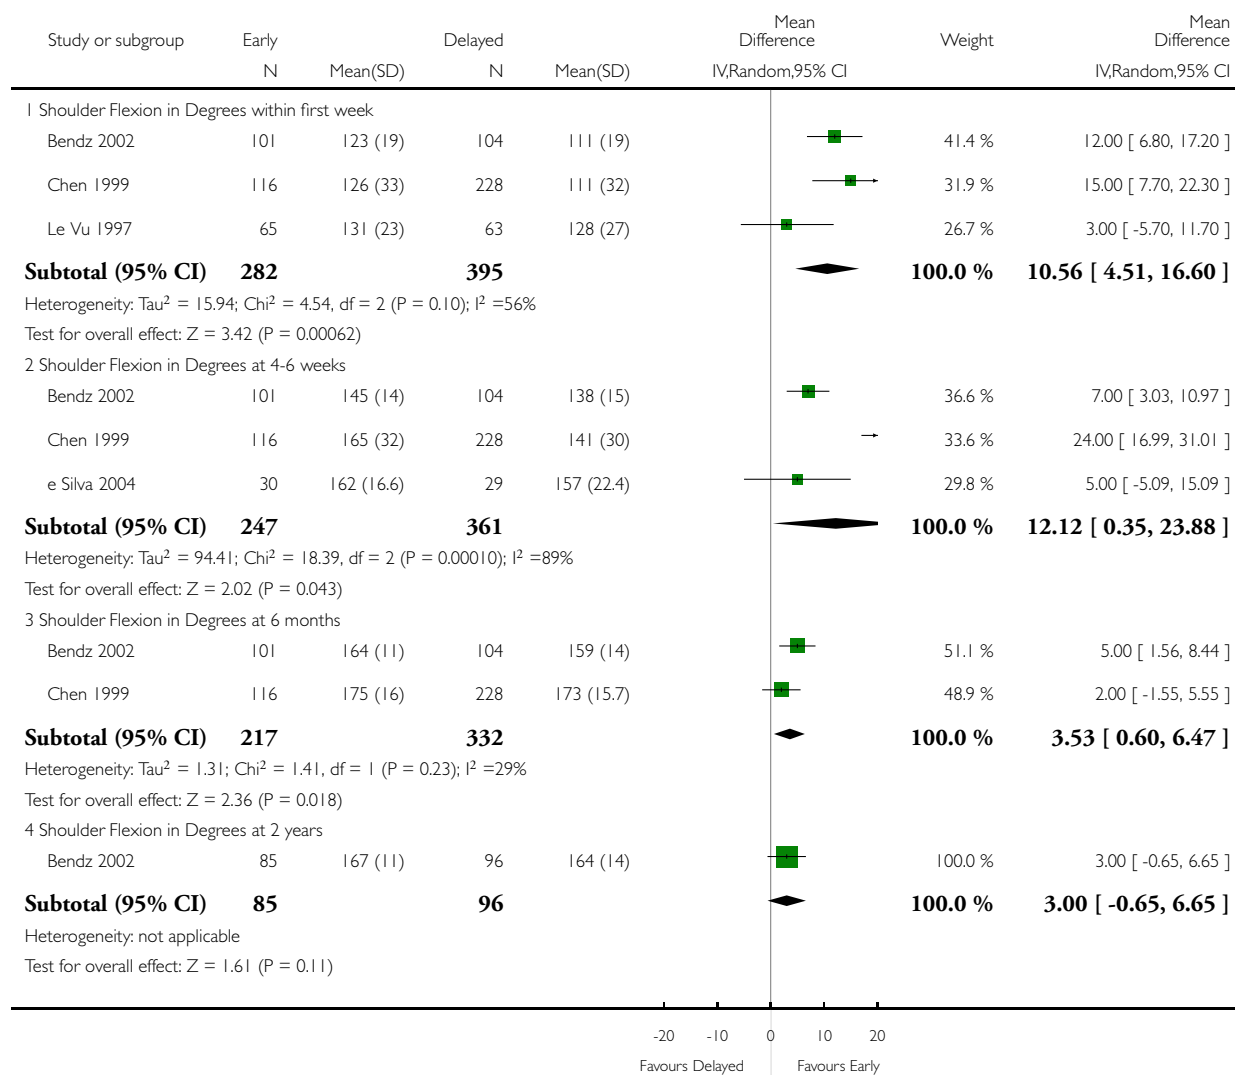 Study or subgroup Early Delayed Mean Difference Weight Mean Difference
N Mean(SD) N Mean(SD) IV,Random,95% CI IV,Random,95% CI
1 Shoulder Flexion in Degrees within first week
Bendz 2002 101 123 (19) 104 111 (19) 41.4 % 12.00 [ 6.80, 17.20 ]
Chen 1999 116 126 (33) 228 111 (32) 31.9 % 15.00 [ 7.70, 22.30 ]
Le Vu 1997 65 131 (23) 63 128 (27) 26.7 % 3.00 [ -5.70, 11.70 ]
Subtotal (95% CI) 282 395 100.0 % 10.56 [ 4.51, 16.60 ]
Heterogeneity: Tau² = 15.94; Chi² = 4.54, df = 2 (P = 0.10); I² =56%
Test for overall effect: Z = 3.42 (P = 0.00062)
2 Shoulder Flexion in Degrees at 4-6 weeks
Bendz 2002 101 145 (14) 104 138 (15) 36.6 % 7.00 [ 3.03, 10.97 ]
Chen 1999 116 165 (32) 228 141 (30) 33.6 % 24.00 [ 16.99, 31.01 ]
e Silva 2004 30 162 (16.6) 29 157 (22.4) 29.8 % 5.00 [ -5.09, 15.09 ]
Subtotal (95% CI) 247 361 100.0 % 12.12 [ 0.35, 23.88 ]
Heterogeneity: Tau² = 94.41; Chi² = 18.39, df = 2 (P = 0.00010); I² =89%
Test for overall effect: Z = 2.02 (P = 0.043)
3 Shoulder Flexion in Degrees at 6 months
Bendz 2002 101 164 (11) 104 159 (14) 51.1 % 5.00 [ 1.56, 8.44 ]
Chen 1999 116 175 (16) 228 173 (15.7) 48.9 % 2.00 [ -1.55, 5.55 ]
Subtotal (95% CI) 217 332 100.0 % 3.53 [ 0.60, 6.47 ]
Heterogeneity: Tau² = 1.31; Chi² = 1.41, df = 1 (P = 0.23); I² =29%
Test for overall effect: Z = 2.36 (P = 0.018)
4 Shoulder Flexion in Degrees at 2 years
Bendz 2002 85 167 (11) 96 164 (14) 100.0 % 3.00 [ -0.65, 6.65 ]
Subtotal (95% CI) 85 96 100.0 % 3.00 [ -0.65, 6.65 ]
Heterogeneity: not applicable
Test for overall effect: Z = 1.61 (P = 0.11)
-20 -10 0 10 20
Favours Delayed Favours Early